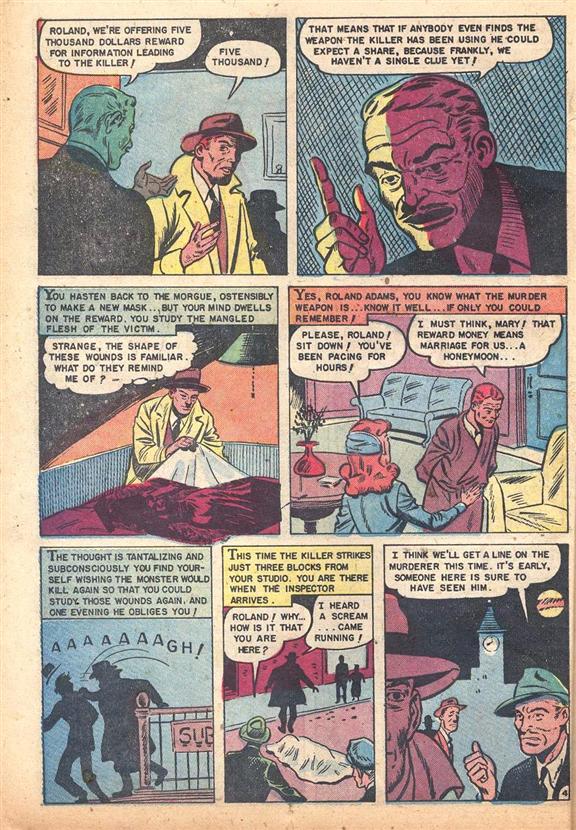 ROLAND, WE'RE OFFERING FIVE
THOUSAND DOLLARS REWARD
FOR INFORMATION LEADING
TO THE KILLER!
FIVE
THOUSAND!
THAT MEANS THAT IF ANYBODY EVEN FINDS THE
WEAPON THE KILLER HAS BEEN USING HE COULD
EXPECT A SHARE, BECAUSE FRANKLY, WE
HAVEN'T A SINGLE CLUE YET!
YOU HASTEN BACK TO THE MORGUE, OSTENSIBLY
TO MAKE A NEW MASK...BUT YOUR MIND DWELLS
ON THE REWARD. YOU STUDY THE MANGLED
FLESH OF THE VICTIM.
STRANGE, THE SHAPE OF
THESE WOUNDS IS FAMILIAR.
WHAT DO THEY REMIND
ME OF?
YES, ROLAND ADAMS, YOU KNOW WHAT THE MURDER
WEAPON IS...KNOW IT WELL...IF ONLY YOU COULD
REMEMBER!
PLEASE, ROLAND!
SIT DOWN! YOU'VE
BEEN PACING FOR
HOURS!
I MUST THINK, MARY! THAT
REWARD MONEY MEANS
MARRIAGE FOR US...A
HONEYMOON...
THE THOUGHT IS TANTALIZING AND
SUBCONSCIOUSLY YOU FIND YOUR-
SELF WISHING THE MONSTER WOULD
KILL AGAIN SO THAT YOU COULD
STUDY THOSE WOUNDS AGAIN. AND
ONE EVENING HE OBLIGES YOU!
AAAAAAAGH!
SUB
THIS TIME THE KILLER STRIKES
JUST THREE BLOCKS FROM
YOUR STUDIO. YOU ARE THERE
WHEN THE INSPECTOR
ARRIVES.
ROLAND! WHY...
HOW IS IT THAT
YOU ARE
HERE?
I HEARD
A SCREAM
...CAME
RUNNING!
I THINK WE'LL GET A LINE ON THE
MURDERER THIS TIME. IT'S EARLY,
SOMEONE HERE IS SURE TO
HAVE SEEN HIM.
4